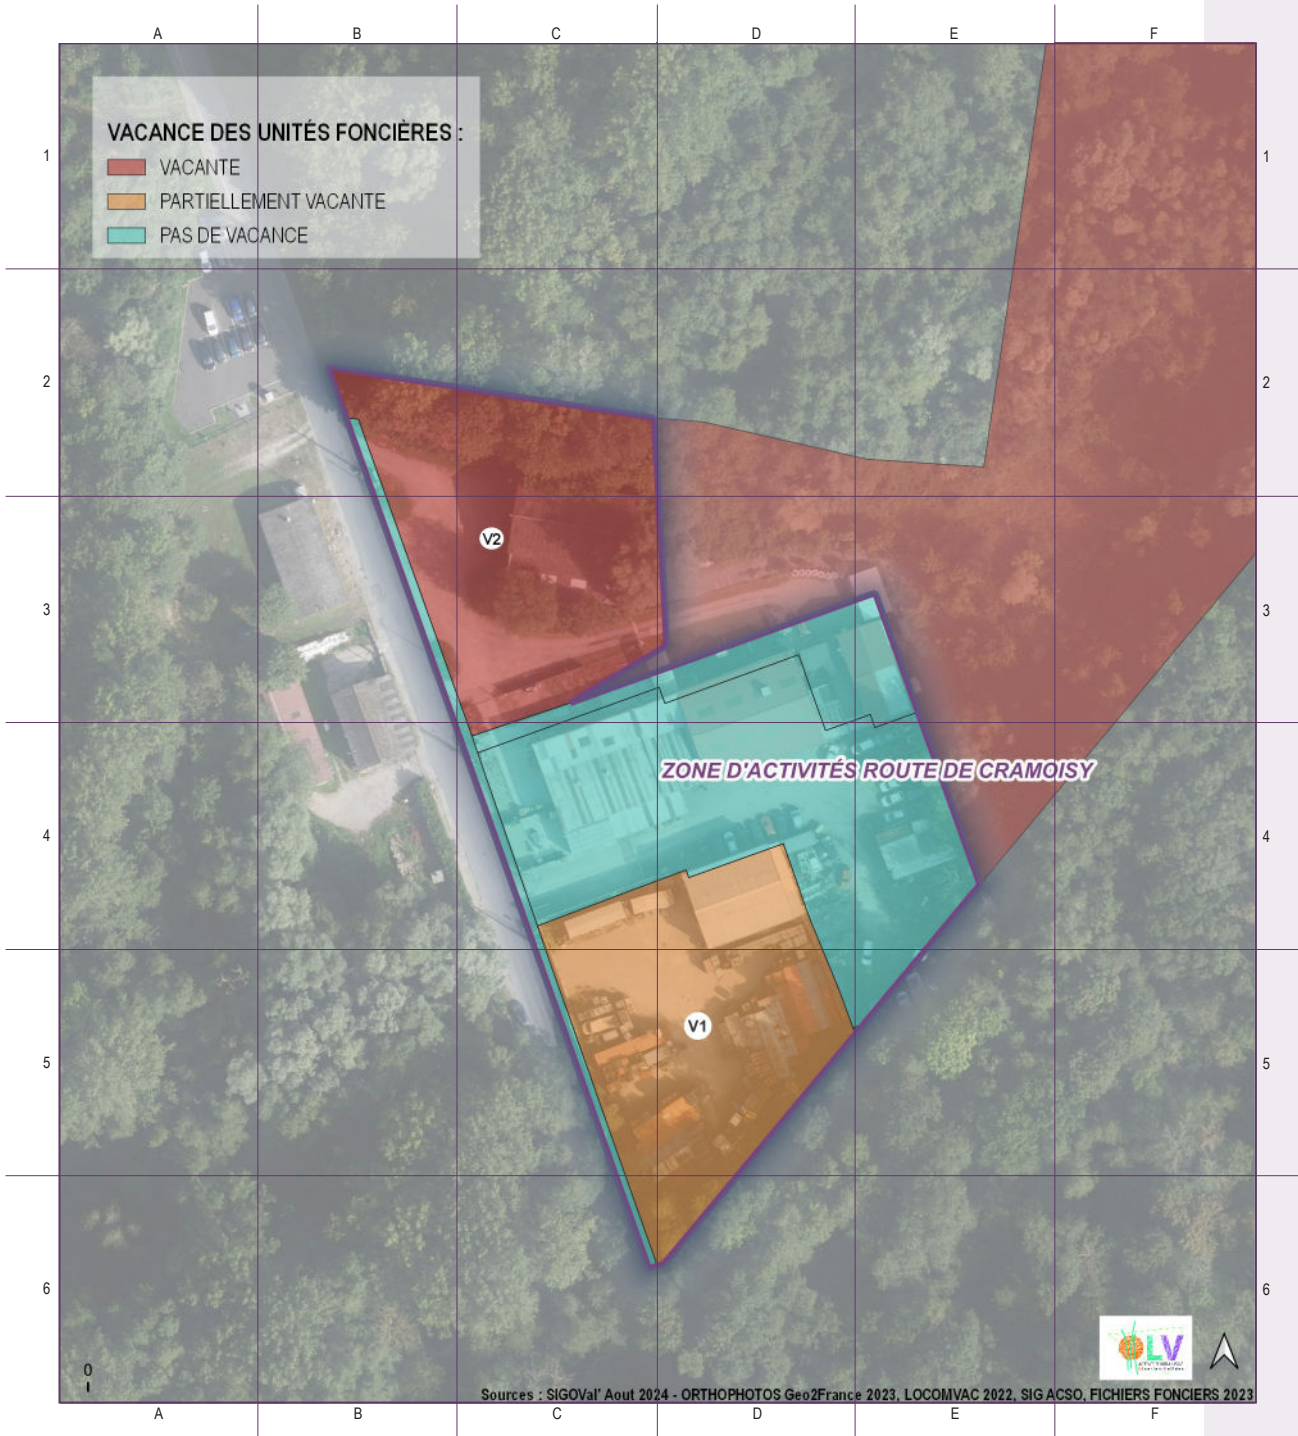 A B C D E F
VACANCE DES UNITÉS FONCIÈRES :
VACANTE
PARTIELLEMENT VACANTE
PAS DE VACANCE
1 1
2 2
V2
3 3
ZONE D'ACTIVITÉS ROUTE DE CRAMOISY
4 4
V1
5 5
6 6
LV
0
Sources : SIGOVal' Aout 2024 - ORTHOPHOTOS Geo2France 2023, LOCOMVAC 2022, SIG ACSO, FICHIERS FONCIERS 2023
A B C D E F